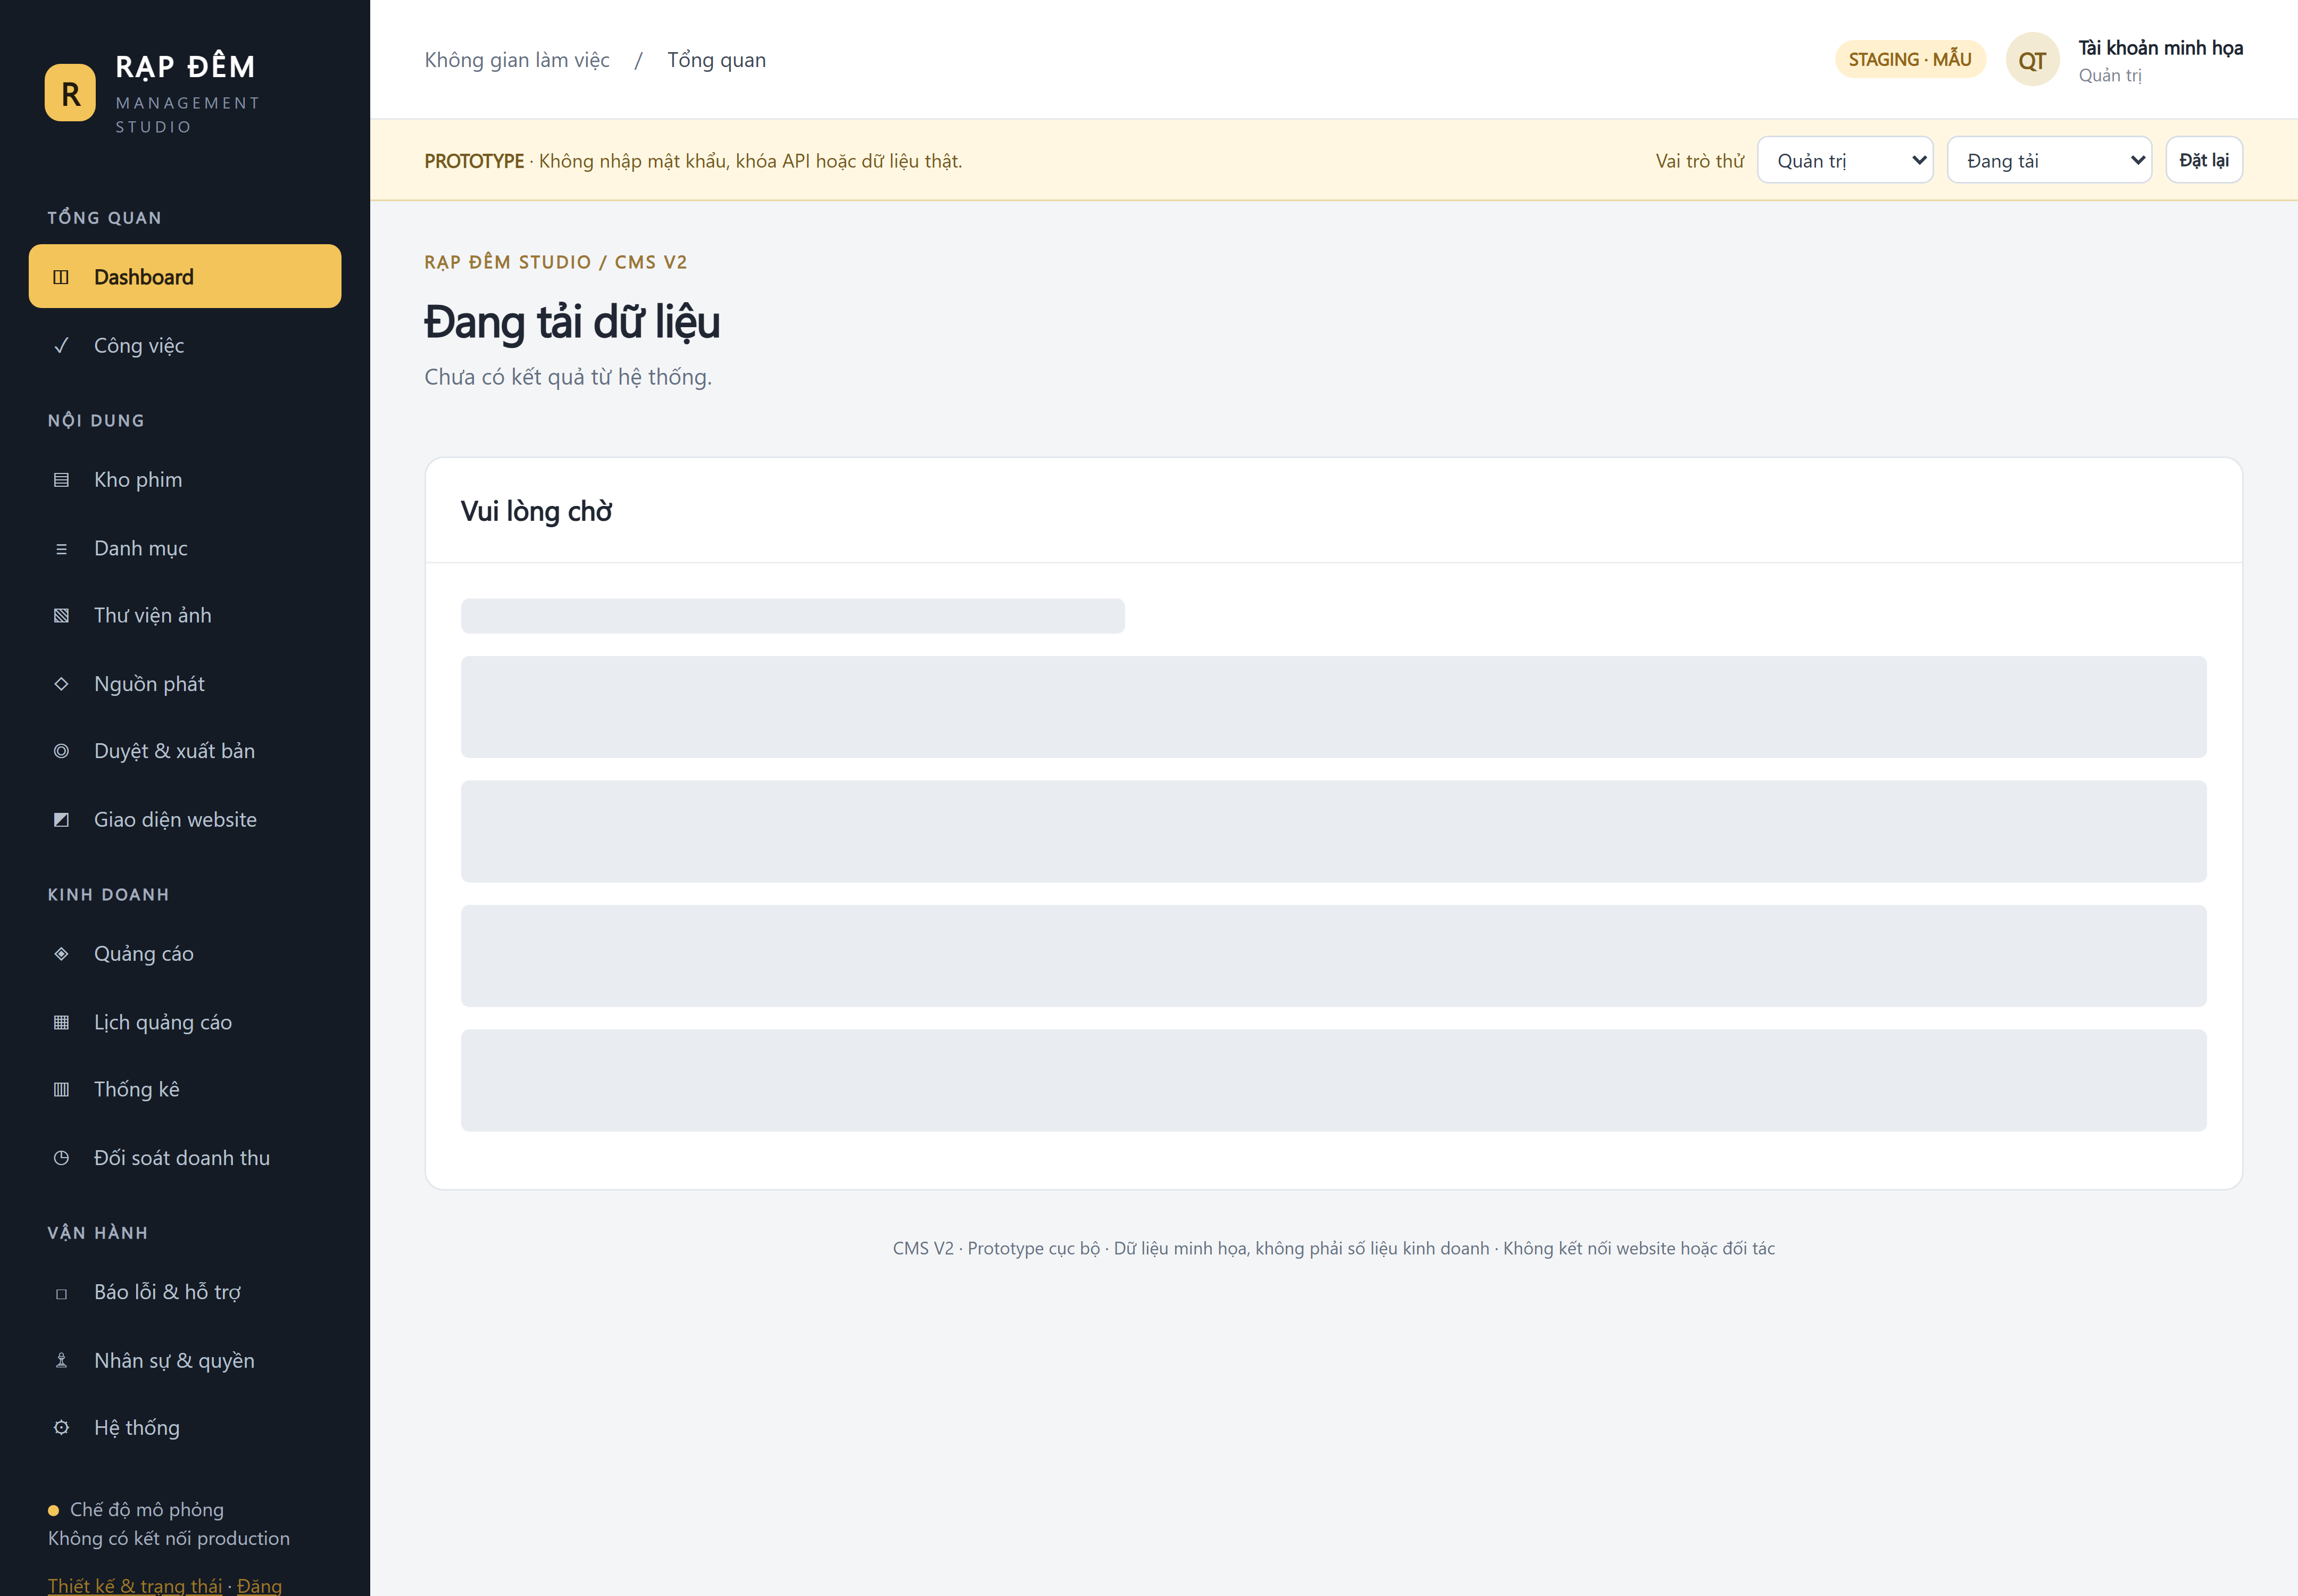 R
RẠP ĐÊM
MANAGEMENT
STUDIO
TỔNG QUAN
Dashboard
Công việc
NỘI DUNG
Kho phim
Danh mục
Thư viện ảnh
Nguồn phát
Duyệt & xuất bản
Giao diện website
KINH DOANH
Quảng cáo
Lịch quảng cáo
Thống kê
Đối soát doanh thu
VẬN HÀNH
Báo lỗi & hỗ trợ
Nhân sự & quyền
Hệ thống
Chế độ mô phỏng
Không có kết nối production
Thiết kế & trạng thái · Đăng
Không gian làm việc / Tổng quan
STAGING · MẪU
QT
Tài khoản minh họa
Quản trị
PROTOTYPE · Không nhập mật khẩu, khóa API hoặc dữ liệu thật.
Vai trò thử
Quản trị
Đang tải
Đặt lại
RẠP ĐÊM STUDIO / CMS V2
Đang tải dữ liệu
Chưa có kết quả từ hệ thống.
Vui lòng chờ
CMS V2 · Prototype cục bộ · Dữ liệu minh họa, không phải số liệu kinh doanh · Không kết nối website hoặc đối tác